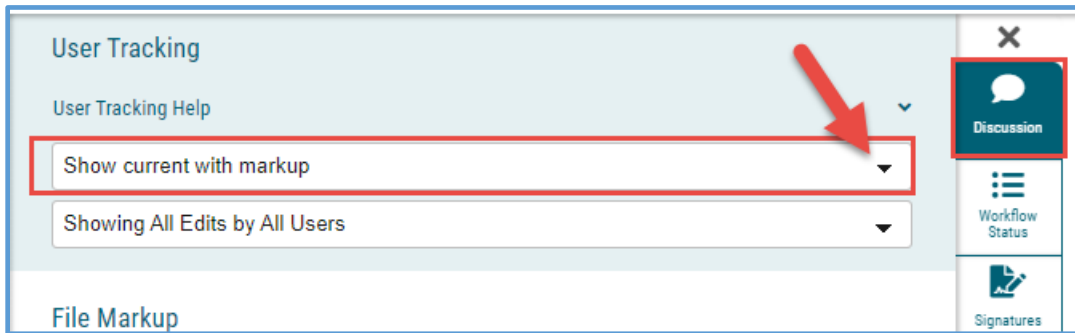 User Tracking
User Tracking Help
Show current with markup
Showing All Edits by All Users
File Markup
Discussion
Workflow
Status
Signatures